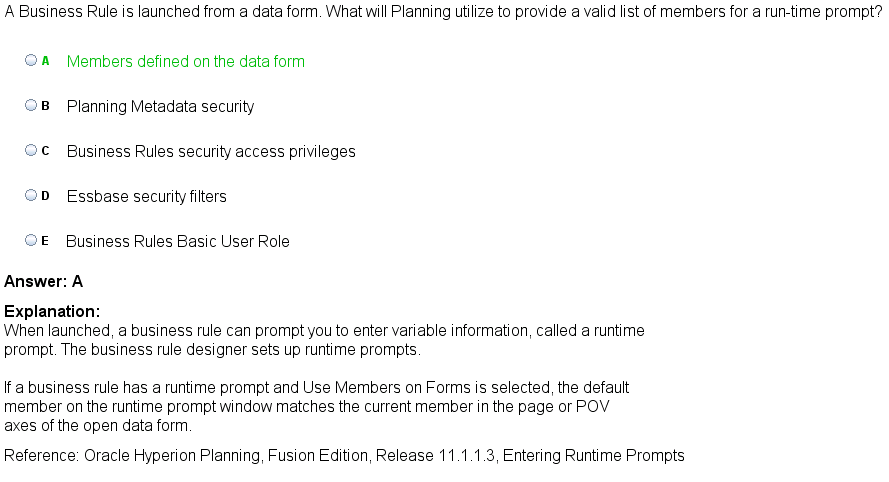 A Business Rule is launched from a data form. What will Planning utilize to provide a valid list of members for a run-time prompt?
A Members defined on the data form
B Planning Metadata security
C Business Rules security access privileges
D Essbase security filters
E Business Rules Basic User Role
Answer: A
Explanation:
When launched, a business rule can prompt you to enter variable information, called a runtime
prompt. The business rule designer sets up runtime prompts.
If a business rule has a runtime prompt and Use Members on Forms is selected, the default
member on the runtime prompt window matches the current member in the page or POV
axes of the open data form.
Reference: Oracle Hyperion Planning, Fusion Edition, Release 11.1.1.3, Entering Runtime Prompts